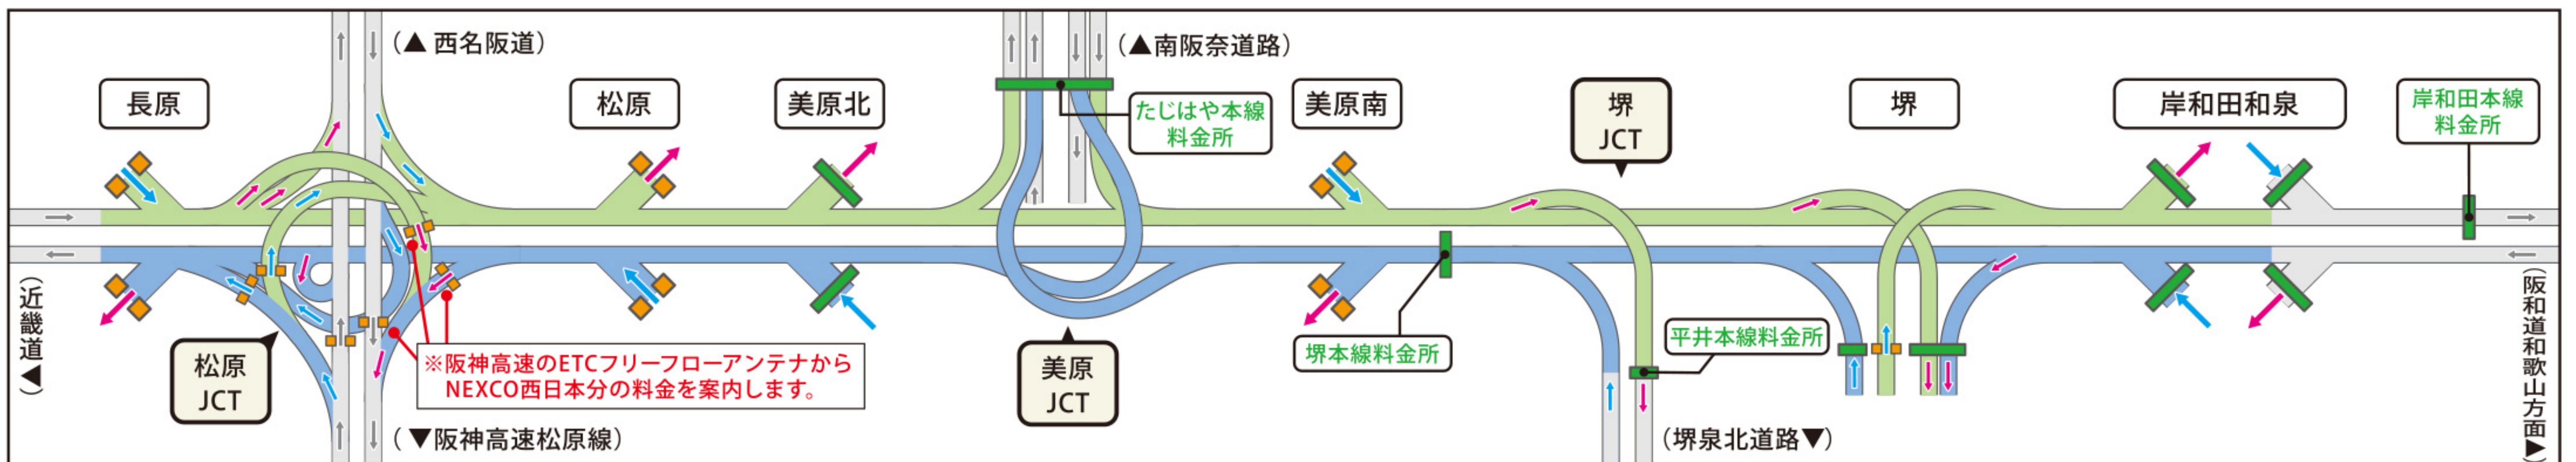 (▲ 西名阪道)
(▲南阪奈道路)
長原
松原
美原北
たじはや本線
料金所
美原南
堺
JCT
堺
岸和田和泉
岸和田本線
料金所
(近畿道▲)
松原
JCT
※阪神高速のETCフリーフローアンテナから
NEXCO西日本分の料金を案内します。
(▼阪神高速松原線)
美原
JCT
堺本線料金所
平井本線料金所
(堺泉北道路▼)
(阪和道和歌山方面▶)